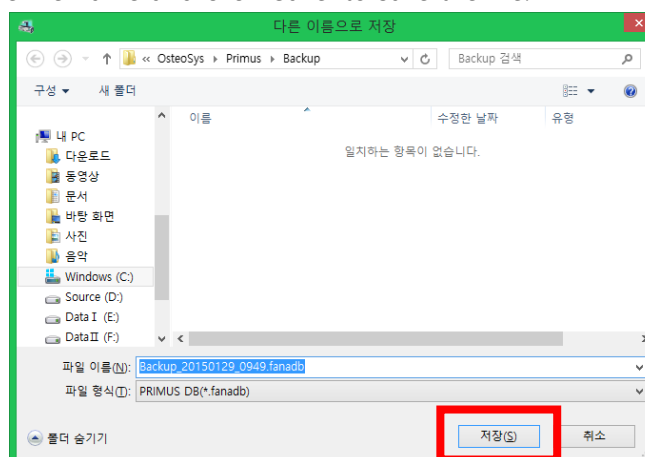 다른 이름으로 저장
« OsteoSys ▸ Primus ▸ Backup
Backup 검색
구성 ▾ 새 폴더
이름 수정한 날짜 유형
일치하는 항목이 없습니다.
내 PC
다운로드
동영상
문서
바탕 화면
사진
음악
Windows (C:)
Source (D:)
Data I (E:)
DataⅡ (F:)
파일 이름(N): Backup_20150129_0949.fanadb
파일 형식(T): PRIMUS DB(*.fanadb)
폴더 숨기기
저장(S)
취소